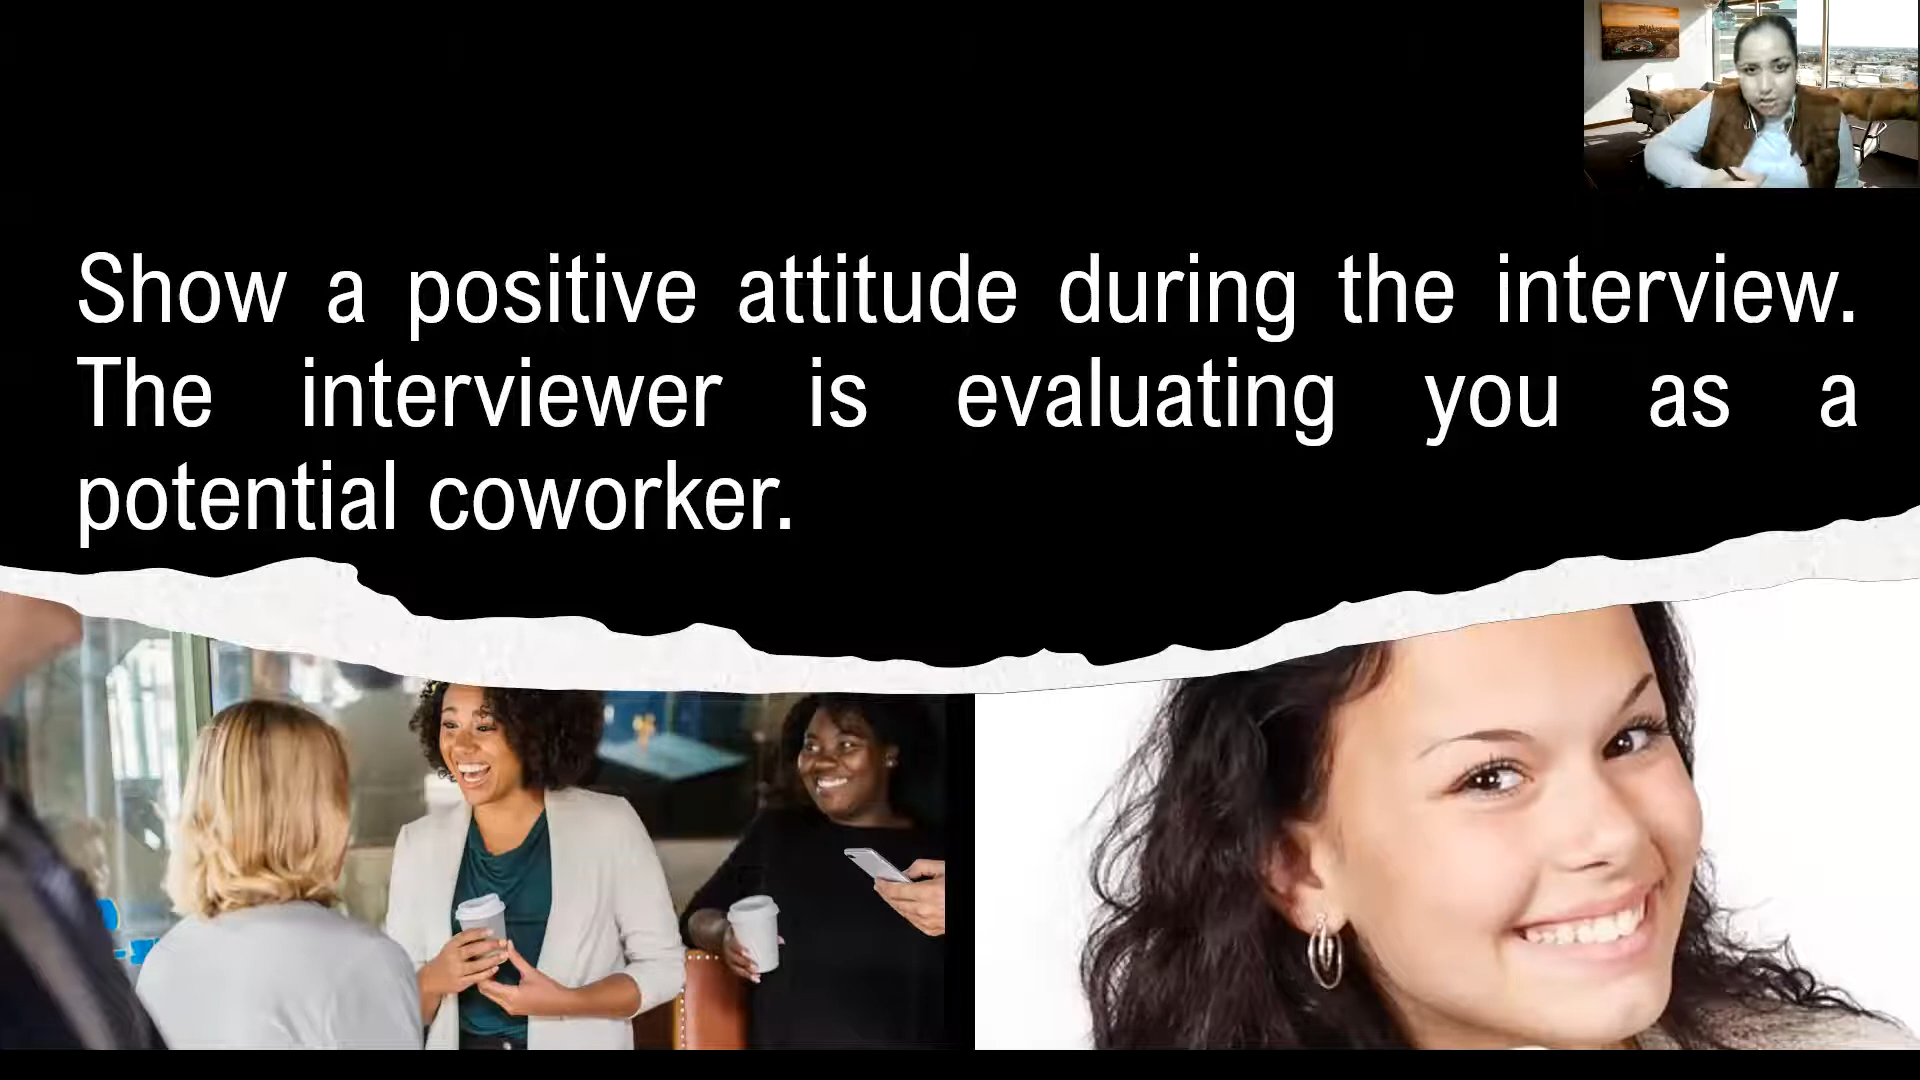 Show a positive attitude during the interview.
The interviewer is evaluating you as a
potential coworker.